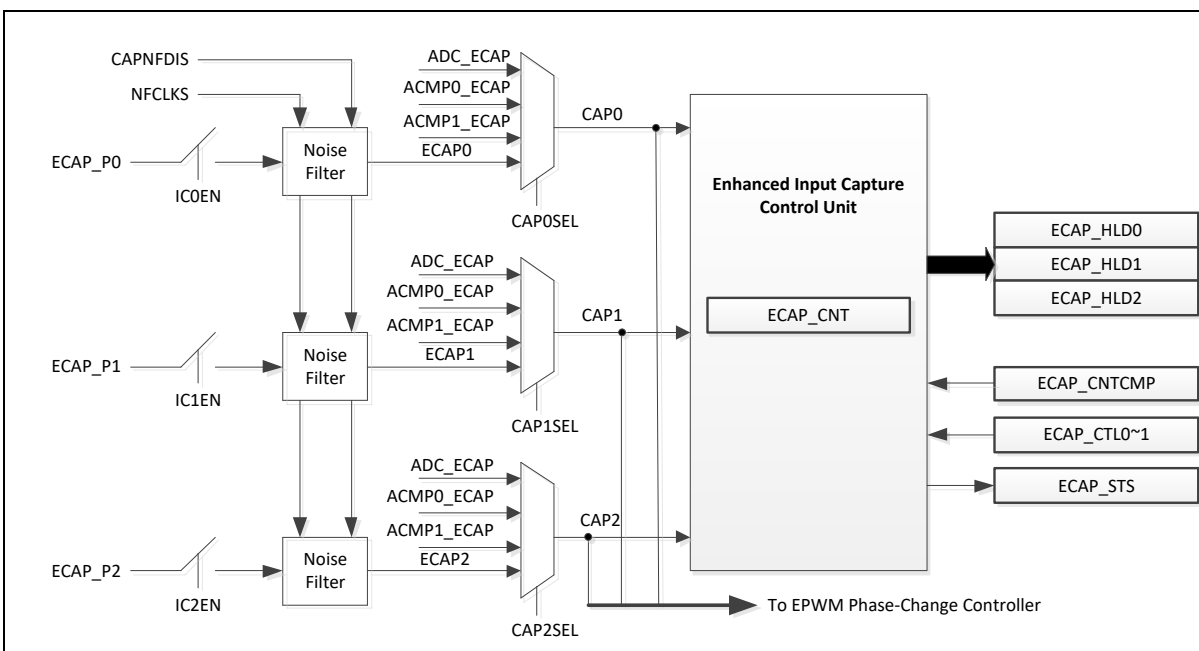 CAPNFDIS
NFCLKS
ECAP_P0
IC0EN
Noise
Filter
ADC_ECAP
ACMP0_ECAP
ACMP1_ECAP
ECAP0
CAP0SEL
CAP0
ECAP_P1
IC1EN
Noise
Filter
ADC_ECAP
ACMP0_ECAP
ACMP1_ECAP
ECAP1
CAP1SEL
CAP1
ECAP_P2
IC2EN
Noise
Filter
ADC_ECAP
ACMP0_ECAP
ACMP1_ECAP
ECAP2
CAP2SEL
CAP2
Enhanced Input Capture
Control Unit
ECAP_CNT
ECAP_HLD0
ECAP_HLD1
ECAP_HLD2
ECAP_CNTCMP
ECAP_CTL0~1
ECAP_STS
To EPWM Phase-Change Controller